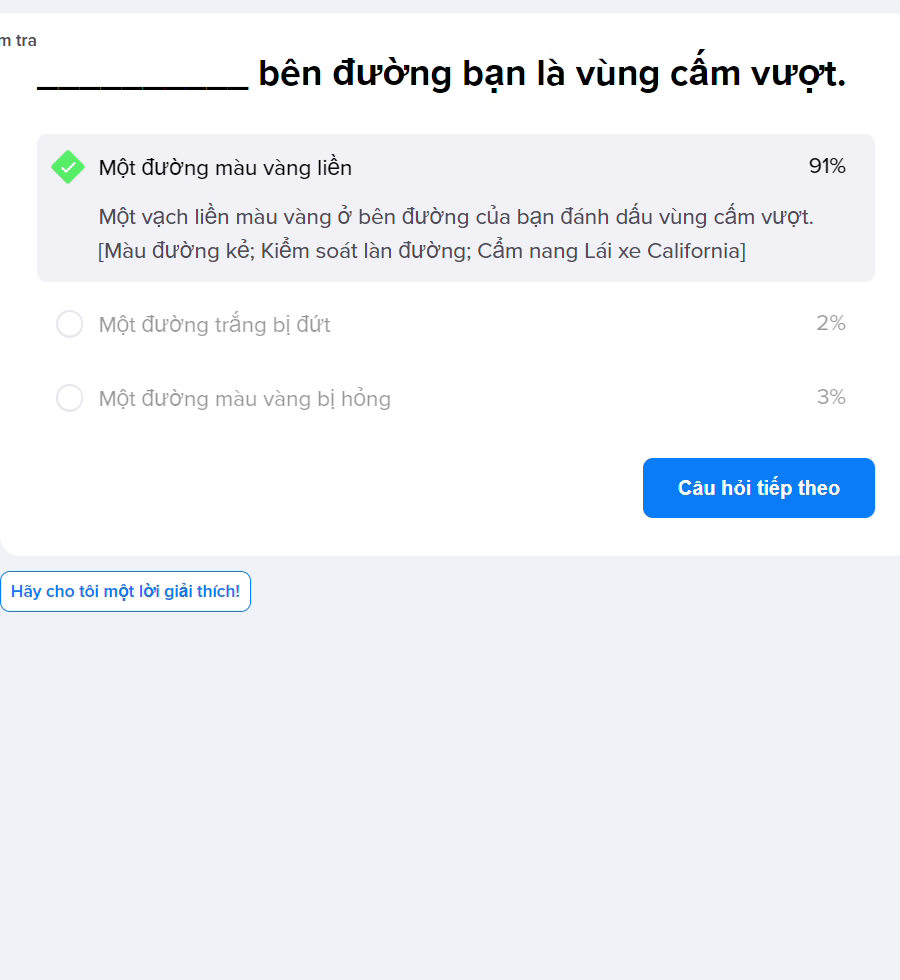 tra
__________ bên đường bạn là vùng cấm vượt.
Một đường màu vàng liền 91%
Một vạch liền màu vàng ở bên đường của bạn đánh dấu vùng cấm vượt.
[Màu đường kẻ; Kiểm soát làn đường; Cẩm nang Lái xe California]
Một đường trắng bị đứt 2%
Một đường màu vàng bị hỏng 3%
Câu hỏi tiếp theo
Hãy cho tôi một lời giải thích!